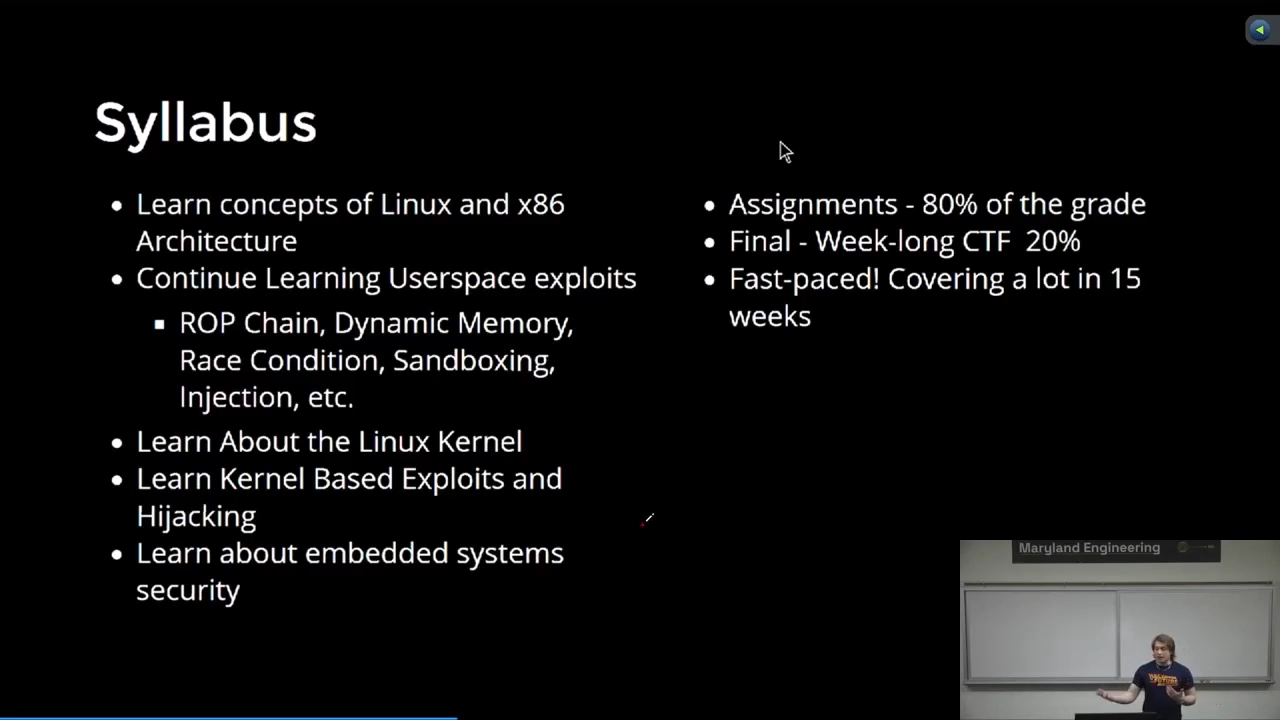 Syllabus
Learn concepts of Linux and x86
Architecture
Continue Learning Userspace exploits
ROP Chain, Dynamic Memory,
Race Condition, Sandboxing,
Injection, etc.
Learn About the Linux Kernel
Learn Kernel Based Exploits and
Hijacking
Learn about embedded systems
security
Assignments - 80% of the grade
Final - Week-long CTF 20%
Fast-paced! Covering a lot in 15
weeks
Maryland Engineering